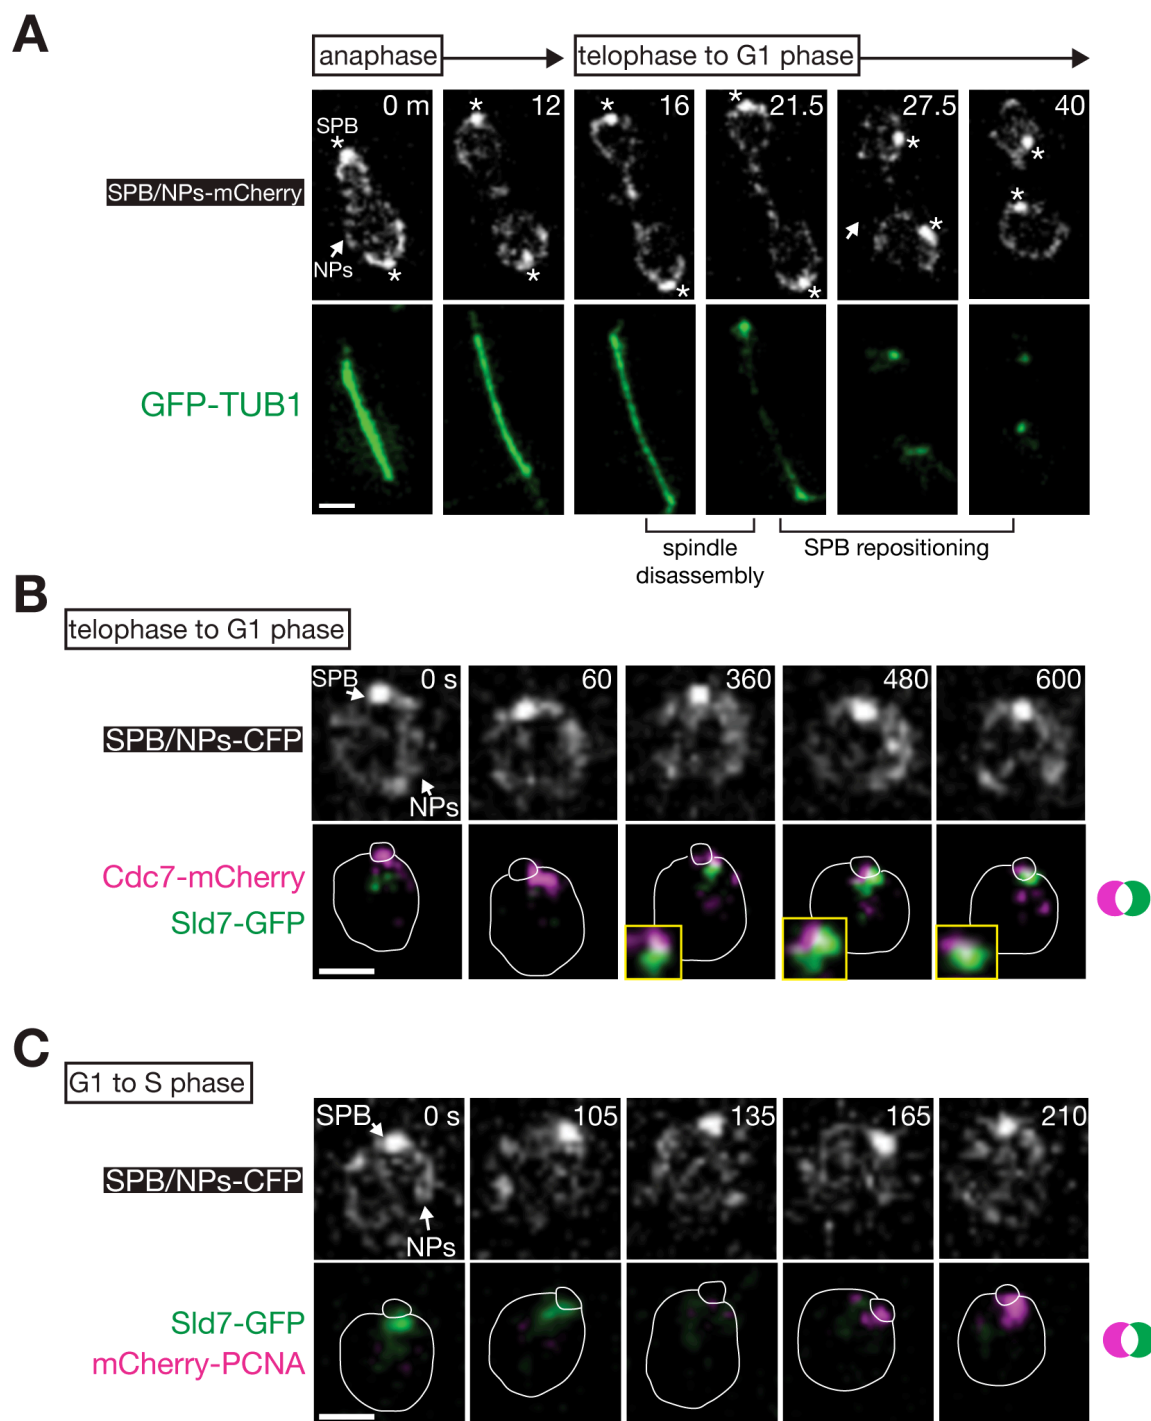 A
anaphase
telophase to G1 phase
SPB
*
0 m
*
12
*
16
*
21.5
27.5
40
SPB/NPs-mCherry
*
*
*
*
NPs
*
*
*
*
GFP-TUB1
spindle
disassembly
SPB repositioning
B
telophase to G1 phase
SPB
0 s
60
360
480
600
SPB/NPs-CFP
NPs
Cdc7-mCherry
Sld7-GFP
C
G1 to S phase
SPB
0 s
105
135
165
210
SPB/NPs-CFP
NPs
Sld7-GFP
mCherry-PCNA